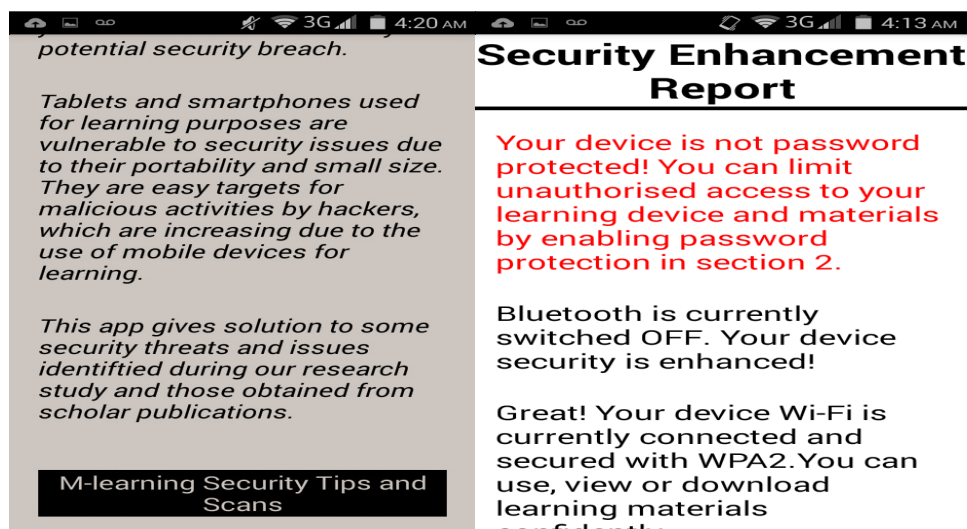 3G 4:20 AM
potential security breach.
Tablets and smartphones used
for learning purposes are
vulnerable to security issues due
to their portability and small size.
They are easy targets for
malicious activities by hackers,
which are increasing due to the
use of mobile devices for
learning.
This app gives solution to some
security threats and issues
identiftied during our research
study and those obtained from
scholar publications.
M-learning Security Tips and
Scans
3G 4:13 AM
Security Enhancement
Report
Your device is not password
protected! You can limit
unauthorised access to your
learning device and materials
by enabling password
protection in section 2.
Bluetooth is currently
switched OFF. Your device
security is enhanced!
Great! Your device Wi-Fi is
currently connected and
secured with WPA2.You can
use, view or download
learning materials
confidently